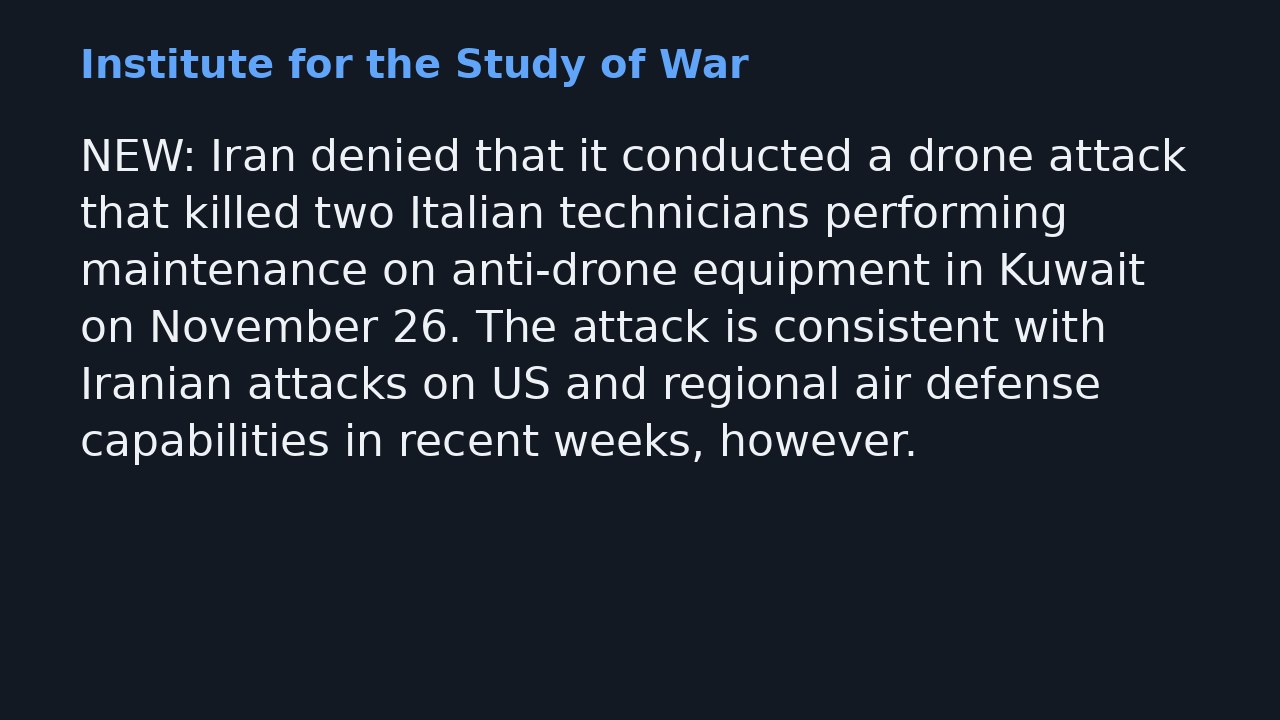 Institute for the Study of War
NEW: Iran denied that it conducted a drone attack
that killed two Italian technicians performing
maintenance on anti-drone equipment in Kuwait
on November 26. The attack is consistent with
Iranian attacks on US and regional air defense
capabilities in recent weeks, however.